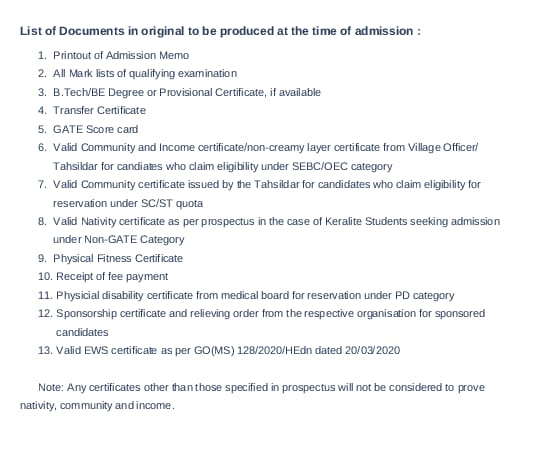 List of Documents in original to be produced at the time of admission :
1. Printout of Admission Memo
2. All Mark lists of qualifying examination
3. B.Tech/BE Degree or Provisional Certificate, if available
4. Transfer Certificate
5. GATE Score card
6. Valid Community and Income certificate/non-creamy layer certificate from Village Officer/
Tahsildar for candiates who claim eligibility under SEBC/OEC category
7. Valid Community certificate issued by the Tahsildar for candidates who claim eligibility for
reservation under SC/ST quota
8. Valid Nativity certificate as per prospectus in the case of Keralite Students seeking admission
under Non-GATE Category
9. Physical Fitness Certificate
10. Receipt of fee payment
11. Physicial disability certificate from medical board for reservation under PD category
12. Sponsorship certificate and relieving order from the respective organisation for sponsored
candidates
13. Valid EWS certificate as per GO(MS) 128/2020/HEdn dated 20/03/2020
Note: Any certificates other than those specified in prospectus will not be considered to prove
nativity, community and income.